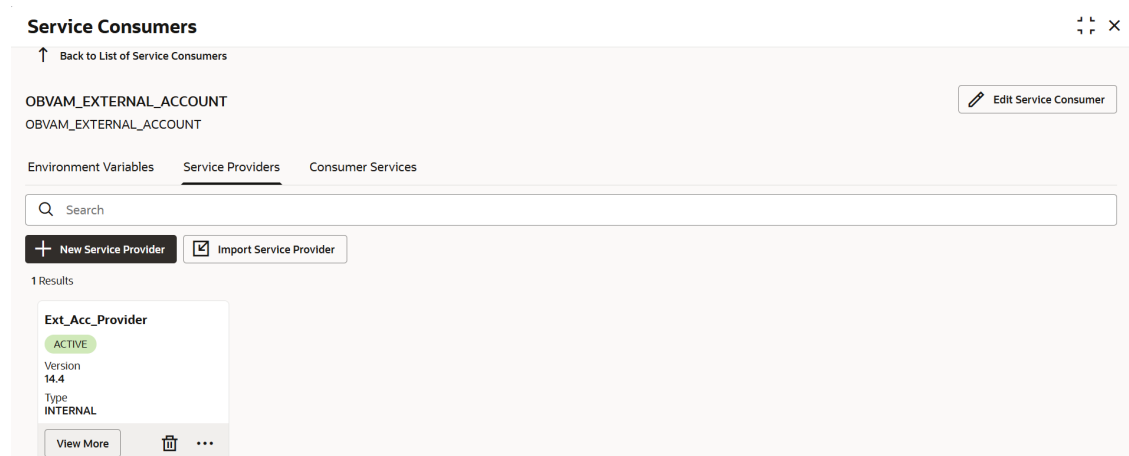 Service Consumers
Back to List of Service Consumers
OBVAM_EXTERNAL_ACCOUNT
Edit Service Consumer
OBVAM_EXTERNAL_ACCOUNT
Environment Variables Service Providers Consumer Services
Search
New Service Provider Import Service Provider
1 Results
Ext_Acc_Provider
ACTIVE
Version
14.4
Type
INTERNAL
View More